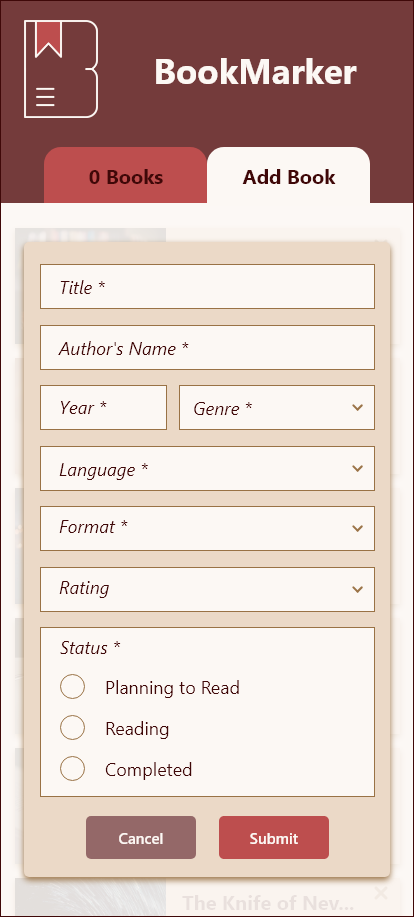 BookMarker
0 Books
Add Book
Title *
Author's Name *
Year *
Genre *
Language *
Format *
Rating
Status *
Planning to Read
Reading
Completed
Cancel
Submit
The Knife of Nev...